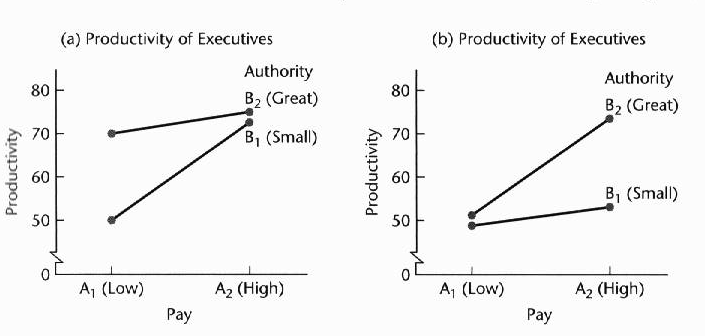 (a) Productivity of Executives
Authority
B2 (Great)
B1 (Small)
80
70
60
50
0
Productivity
A1 (Low)
A2 (High)
Pay
(b) Productivity of Executives
Authority
B2 (Great)
B1 (Small)
80
70
60
50
0
Productivity
A1 (Low)
A2 (High)
Pay